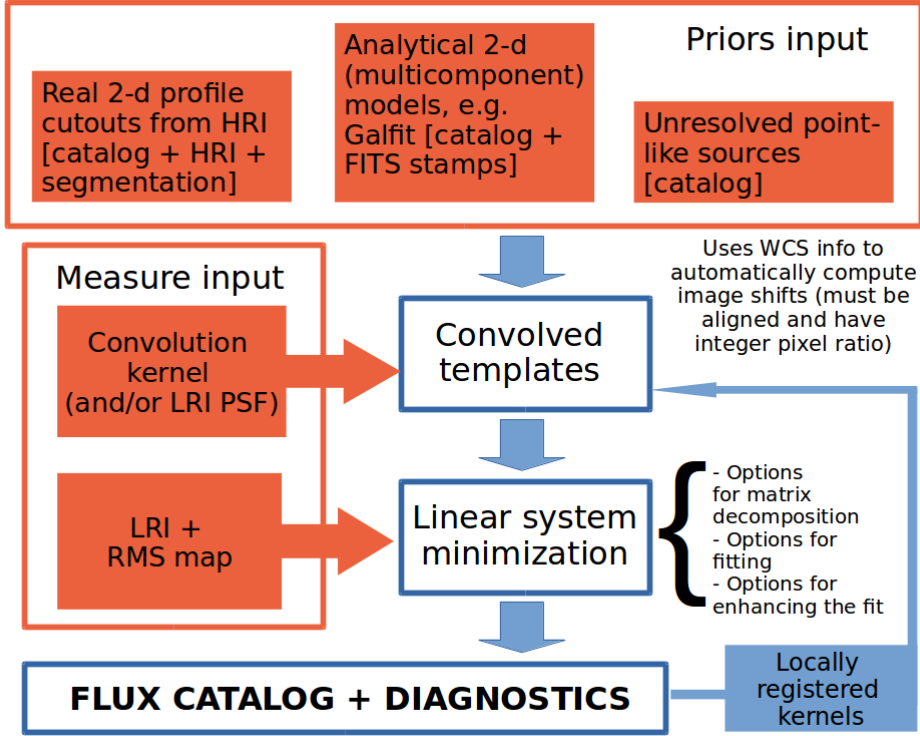 Priors input
Real 2-d profile
cutouts from HRI
[catalog + HRI +
segmentation]
Analytical 2-d
(multicomponent)
models, e.g.
Galfit [catalog +
FITS stamps]
Unresolved point-
like sources
[catalog]
Measure input
Convolution
kernel
(and/or LRI PSF)
LRI +
RMS map
Convolved
templates
Uses WCS info to
automatically compute
image shifts (must be
aligned and have
integer pixel ratio)
Linear system
minimization
{
- Options
for matrix
decomposition
- Options for
fitting
- Options for
enhancing the fit
FLUX CATALOG + DIAGNOSTICS
Locally
registered
kernels